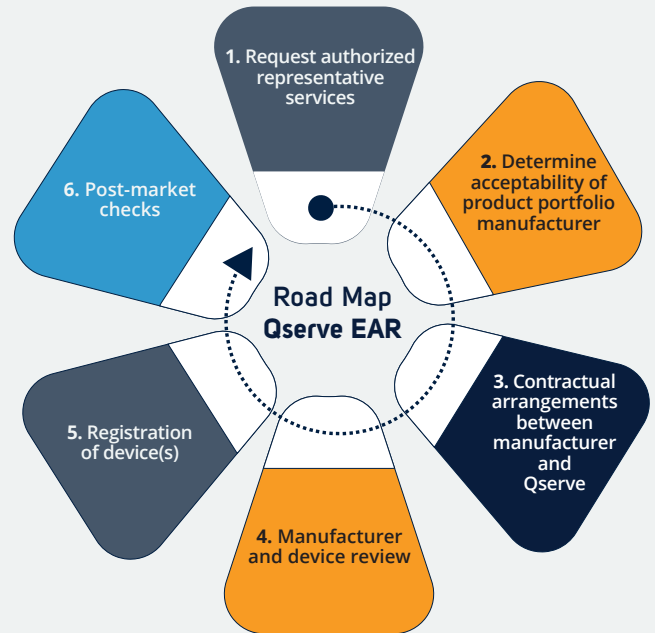 1. Request authorized
representative
services
2. Determine
acceptability of
product portfolio
manufacturer
3. Contractual
arrangements
between
manufacturer
and
Qserve
4. Manufacturer
and device review
5. Registration
of device(s)
6. Post-market
checks
Road Map
Qserve EAR